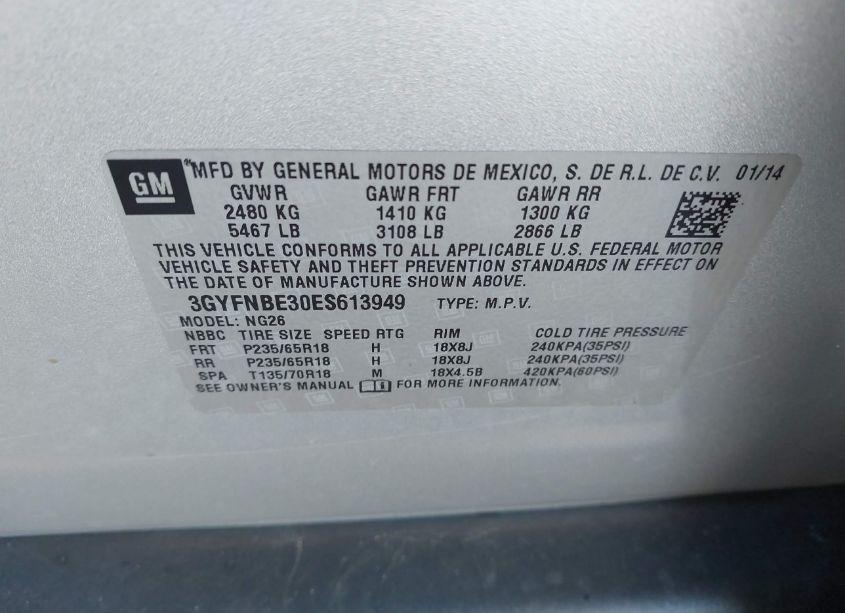 GM
MFD BY GENERAL MOTORS DE MEXICO, S. DE R.L. DE C.V. 01/14
GVWR GAWR FRT GAWR RR
2480 KG 1410 KG 1300 KG
5467 LB 3108 LB 2866 LB
THIS VEHICLE CONFORMS TO ALL APPLICABLE U.S. FEDERAL MOTOR
VEHICLE SAFETY AND THEFT PREVENTION STANDARDS IN EFFECT ON
THE DATE OF MANUFACTURE SHOWN ABOVE.
3GYFNBE30ES613949 TYPE: M.P.V.
MODEL: NG26
NBBC TIRE SIZE SPEED RTG RIM COLD TIRE PRESSURE
FRT P235/65R18 H 18X8J 240KPA(35PSI)
RR P235/65R18 H 18X8J 240KPA(35PSI)
SPA T135/70R18 M 18X4.5B 420KPA(60PSI)
SEE OWNER'S MANUAL FOR MORE INFORMATION.